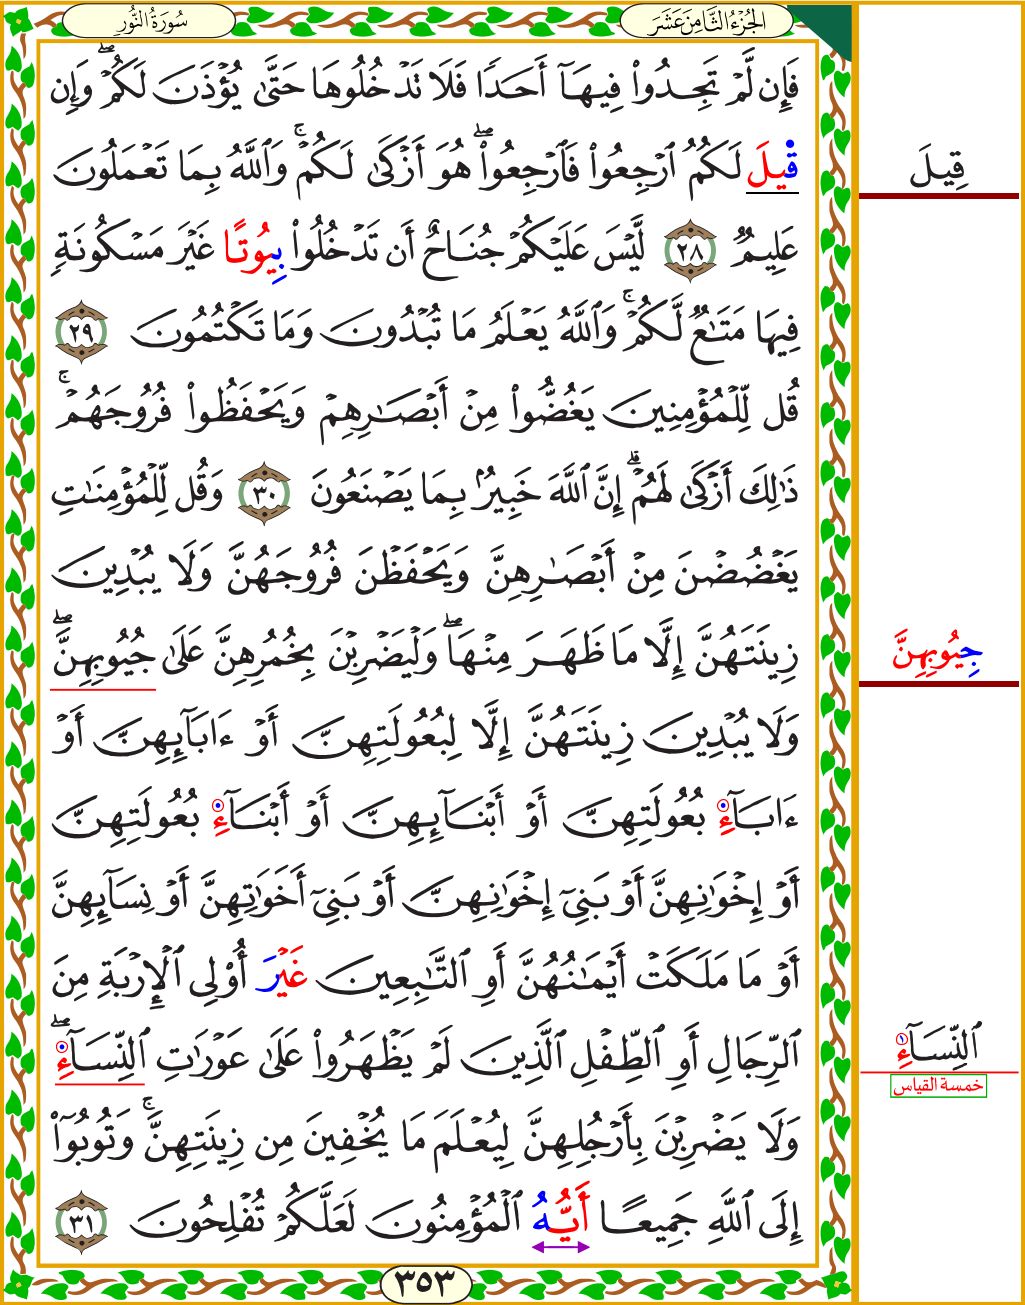 سُورَةُ النُّور
الجُزْءُ الثَّامِنَ عَشَرَ
فَإِن لَّمْ تَجِدُوا۟ فِيهَآ أَحَدًا فَلَا تَدْخُلُوهَا حَتَّىٰ يُؤْذَنَ لَكُمْ ۖ وَإِن
قِيلَ لَكُمُ ٱرْجِعُوا۟ فَٱرْجِعُوا۟ ۖ هُوَ أَزْكَىٰ لَكُمْ ۚ وَٱللَّهُ بِمَا تَعْمَلُونَ
عَلِيمٌ ٢٨ لَّيْسَ عَلَيْكُمْ جُنَاحٌ أَن تَدْخُلُوا۟ بِيُوتًا غَيْرَ مَسْكُونَةٍ
فِيهَا مَتَـٰعٌ لَّكُمْ ۚ وَٱللَّهُ يَعْلَمُ مَا تُبْدُونَ وَمَا تَكْتُمُونَ ٢٩
قُل لِّلْمُؤْمِنِينَ يَغُضُّوا۟ مِنْ أَبْصَـٰرِهِمْ وَيَحْفَظُوا۟ فُرُوجَهُمْ ۚ
ذَٰلِكَ أَزْكَىٰ لَهُمْ ۗ إِنَّ ٱللَّهَ خَبِيرٌۢ بِمَا يَصْنَعُونَ ٣٠ وَقُل لِّلْمُؤْمِنَـٰتِ
يَغْضُضْنَ مِنْ أَبْصَـٰرِهِنَّ وَيَحْفَظْنَ فُرُوجَهُنَّ وَلَا يُبْدِينَ
زِينَتَهُنَّ إِلَّا مَا ظَهَرَ مِنْهَا ۖ وَلْيَضْرِبْنَ بِخُمُرِهِنَّ عَلَىٰ جُيُوبِهِنَّ ۖ
وَلَا يُبْدِينَ زِينَتَهُنَّ إِلَّا لِبُعُولَتِهِنَّ أَوْ ءَابَآئِهِنَّ أَوْ
ءَابَآءِ بُعُولَتِهِنَّ أَوْ أَبْنَآئِهِنَّ أَوْ أَبْنَآءِ بُعُولَتِهِنَّ
أَوْ إِخْوَٰنِهِنَّ أَوْ بَنِىٓ إِخْوَٰنِهِنَّ أَوْ بَنِىٓ أَخَوَٰتِهِنَّ أَوْ نِسَآئِهِنَّ
أَوْ مَا مَلَكَتْ أَيْمَـٰنُهُنَّ أَوِ ٱلتَّـٰبِعِينَ غَيْرَ أُو۟لِى ٱلْإِرْبَةِ مِنَ
ٱلرِّجَالِ أَوِ ٱلطِّفْلِ ٱلَّذِينَ لَمْ يَظْهَرُوا۟ عَلَىٰ عَوْرَٰتِ ٱلنِّسَآءِ ۖ
وَلَا يَضْرِبْنَ بِأَرْجُلِهِنَّ لِيُعْلَمَ مَا يُخْفِينَ مِن زِينَتِهِنَّ ۚ وَتُوبُوٓا۟
إِلَى ٱللَّهِ جَمِيعًا أَيُّهُ ٱلْمُؤْمِنُونَ لَعَلَّكُمْ تُفْلِحُونَ ٣١
٣٥٣
قِيلَ
جِيُوبِهِنَّ
ٱلنِّسَآءِ
خمسة القياس